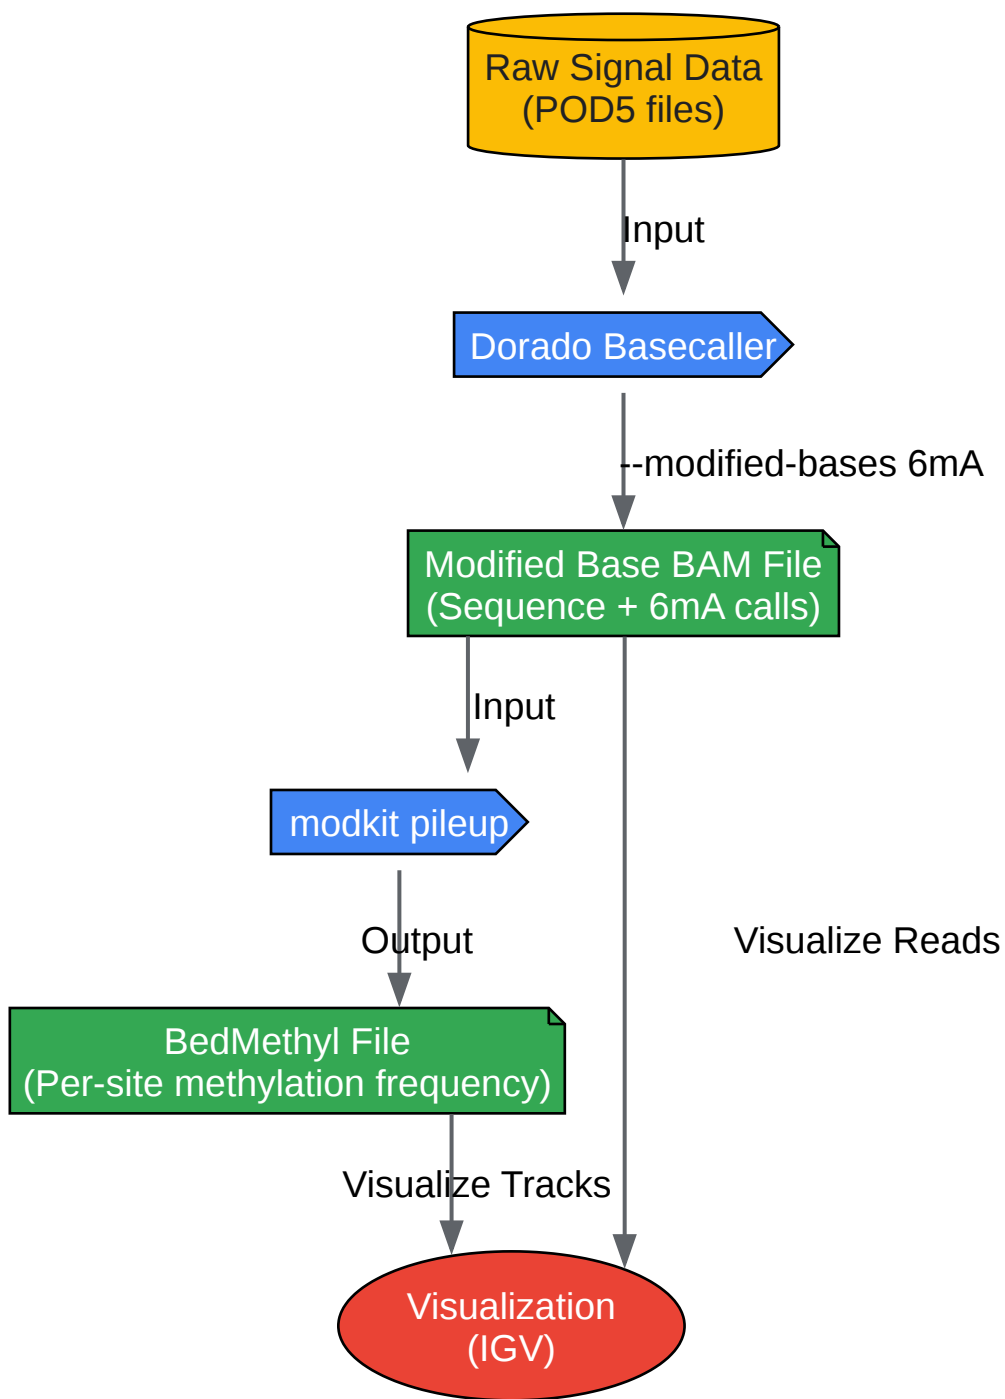 Raw Signal Data
(POD5 files)
Input
Dorado Basecaller
--modified-bases 6mA
Modified Base BAM File
(Sequence + 6mA calls)
Input
modkit pileup
Output
Visualize Reads
BedMethyl File
(Per-site methylation frequency)
Visualize Tracks
Visualization
(IGV)